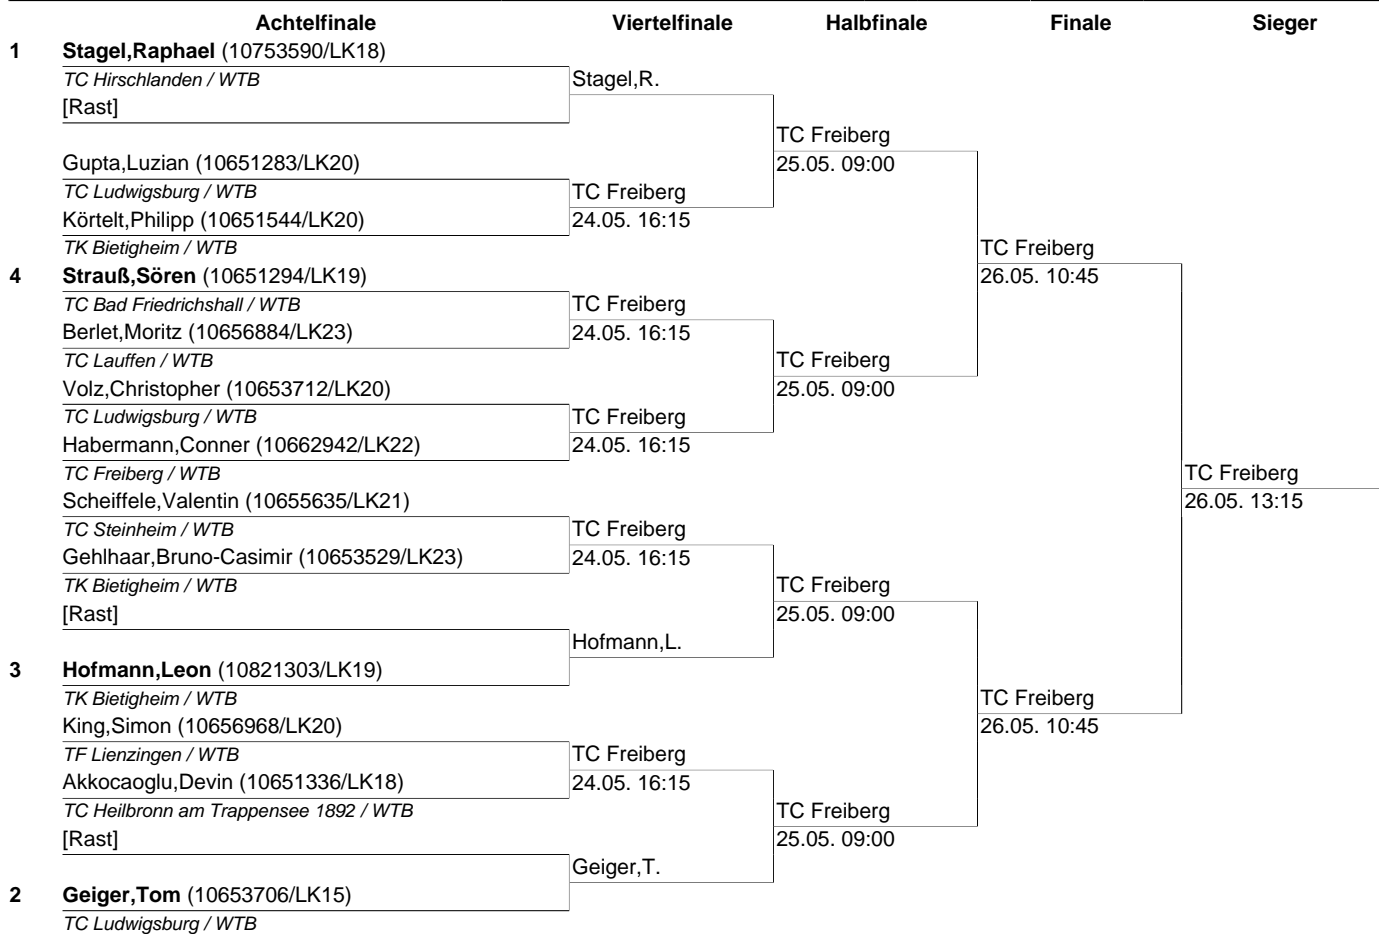 Achtelfinale Viertelfinale Halbfinale Finale Sieger
1 Stagel,Raphael (10753590/LK18)
TC Hirschlanden / WTB Stagel,R.
[Rast]
TC Freiberg
Gupta,Luzian (10651283/LK20) 25.05. 09:00
TC Ludwigsburg / WTB TC Freiberg
Körtelt,Philipp (10651544/LK20) 24.05. 16:15
TK Bietigheim / WTB TC Freiberg
4 Strauß,Sören (10651294/LK19) 26.05. 10:45
TC Bad Friedrichshall / WTB TC Freiberg
Berlet,Moritz (10656884/LK23) 24.05. 16:15
TC Lauffen / WTB TC Freiberg
Volz,Christopher (10653712/LK20) 25.05. 09:00
TC Ludwigsburg / WTB TC Freiberg
Habermann,Conner (10662942/LK22) 24.05. 16:15
TC Freiberg / WTB TC Freiberg
Scheiffele,Valentin (10655635/LK21) 26.05. 13:15
TC Steinheim / WTB TC Freiberg
Gehlhaar,Bruno-Casimir (10653529/LK23) 24.05. 16:15
TK Bietigheim / WTB TC Freiberg
[Rast] 25.05. 09:00
Hofmann,L.
3 Hofmann,Leon (10821303/LK19)
TK Bietigheim / WTB TC Freiberg
King,Simon (10656968/LK20) 26.05. 10:45
TF Lienzingen / WTB TC Freiberg
Akkocaoglu,Devin (10651336/LK18) 24.05. 16:15
TC Heilbronn am Trappensee 1892 / WTB TC Freiberg
[Rast] 25.05. 09:00
Geiger,T.
2 Geiger,Tom (10653706/LK15)
TC Ludwigsburg / WTB